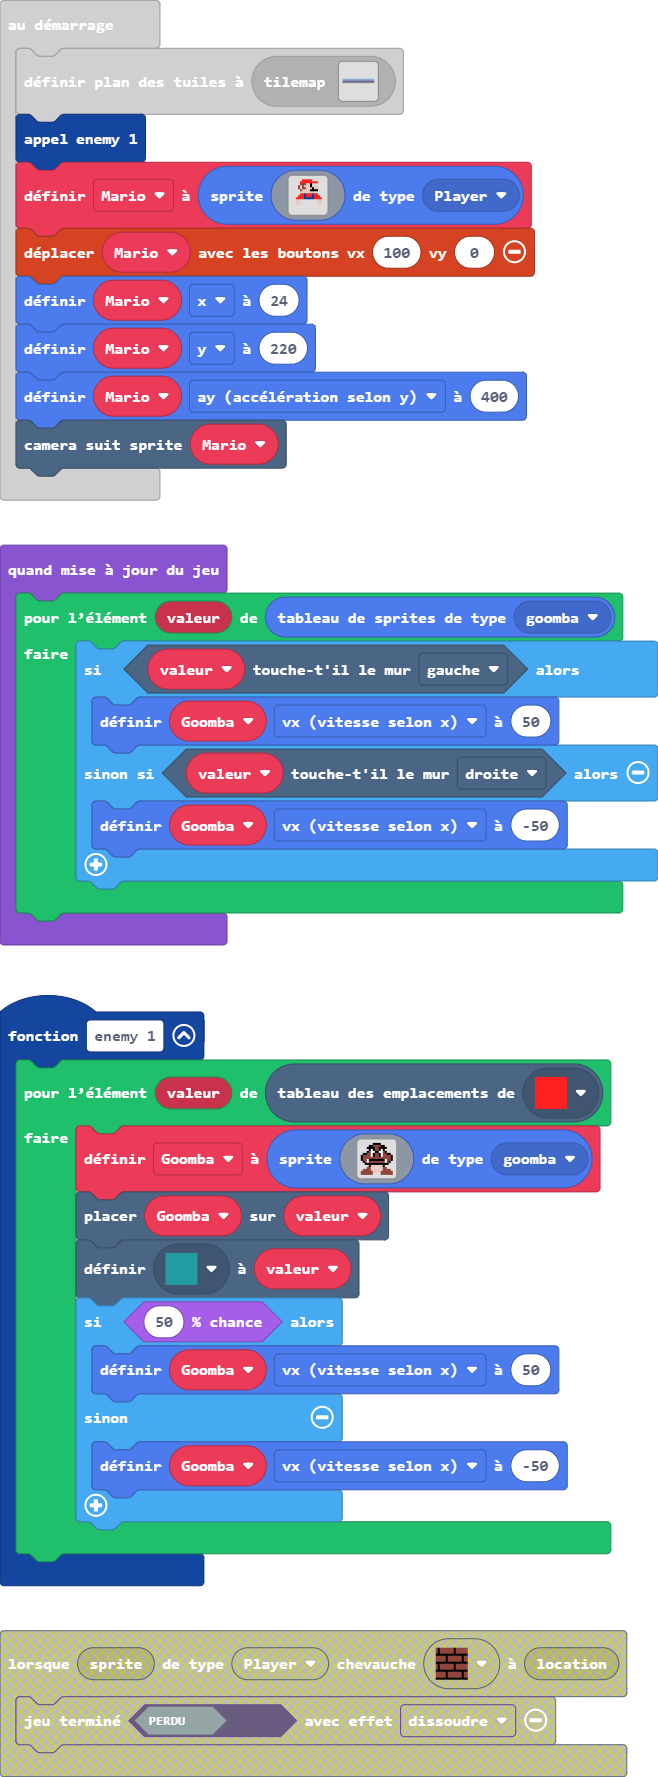 au démarrage
définir plan des tuiles à tilemap
appel enemy 1
définir Mario à sprite de type Player
déplacer Mario avec les boutons vx 100 vy 0
définir Mario x à 24
définir Mario y à 220
définir Mario ay (accélération selon y) à 400
camera suit sprite Mario
quand mise à jour du jeu
pour l'élément valeur de tableau de sprites de type goomba
faire
si valeur touche-t'il le mur gauche alors
définir Goomba vx (vitesse selon x) à 50
sinon si valeur touche-t'il le mur droite alors
définir Goomba vx (vitesse selon x) à -50
fonction enemy 1
pour l'élément valeur de tableau des emplacements de
faire
définir Goomba à sprite de type goomba
placer Goomba sur valeur
définir à valeur
si 50 % chance alors
définir Goomba vx (vitesse selon x) à 50
sinon
définir Goomba vx (vitesse selon x) à -50
lorsque sprite de type Player chevauche à location
jeu terminé PERDU avec effet dissoudre